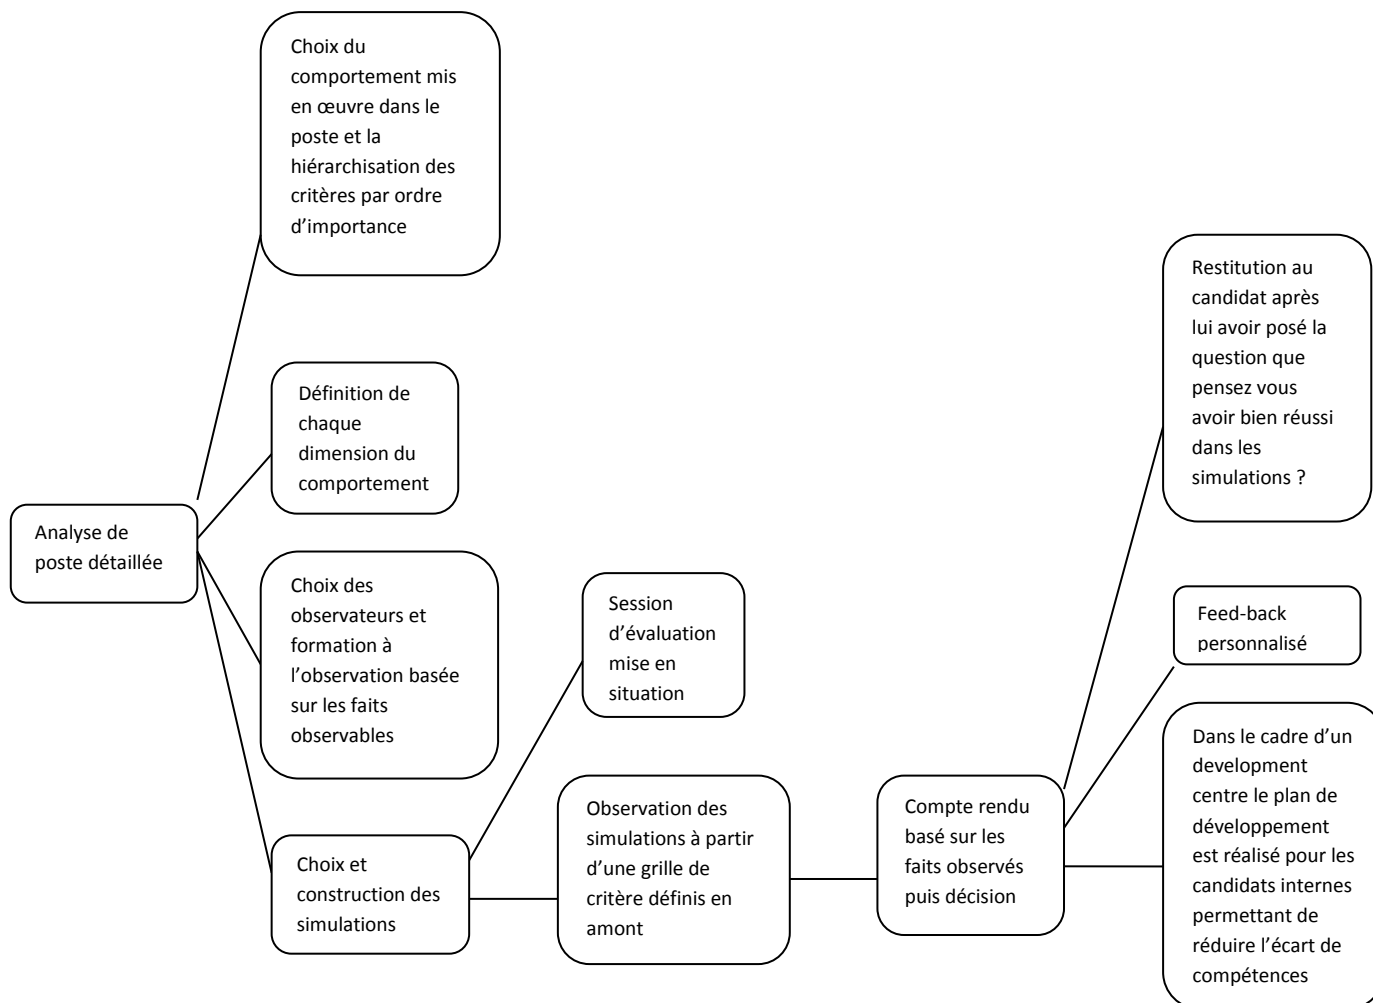 Choix du
comportement mis
en œuvre dans le
poste et la
hiérarchisation des
critères par ordre
d’importance
Définition de
chaque
dimension du
comportement
Analyse de
poste détaillée
Choix des
observateurs et
formation à
l’observation basée
sur les faits
observables
Choix et
construction des
simulations
Session
d’évaluation
mise en
situation
Observation des
simulations à partir
d’une grille de
critère définis en
amont
Compte rendu
basé sur les
faits observés
puis décision
Restitution au
candidat après
lui avoir posé la
question que
pensez vous
avoir bien réussi
dans les
simulations ?
Feed-back
personnalisé
Dans le cadre d’un
development
centre le plan de
développement
est réalisé pour les
candidats internes
permettant de
réduire l’écart de
compétences